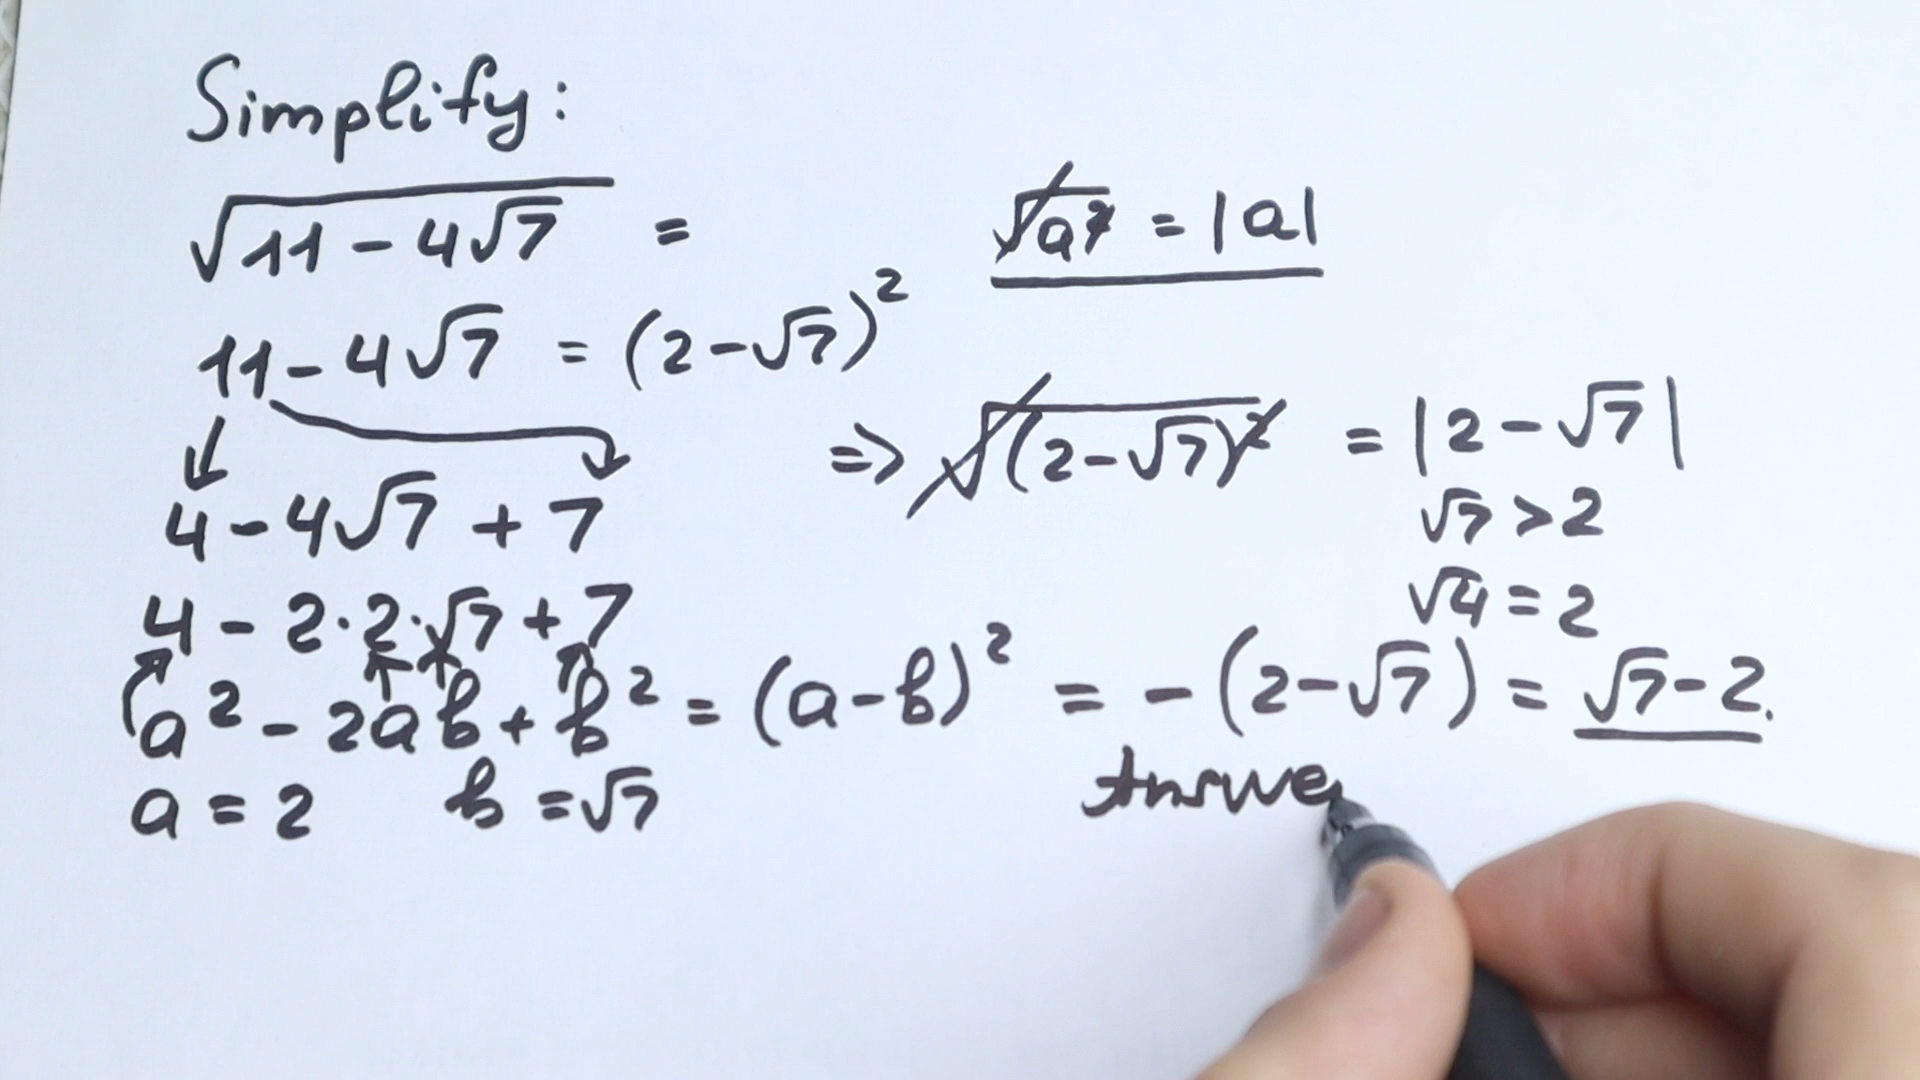 Simplify:
√(11 - 4√7) =
11 - 4√7 = (2-√7)²
4 - 4√7 + 7
4 - 2·2·√7 + 7
a² - 2ab + b² = (a-b)²
a = 2 b = √7
√a² = |a|
=> √(2-√7)² = |2-√7|
√7 > 2
√4 = 2
= -(2-√7) = √7-2.
Answe